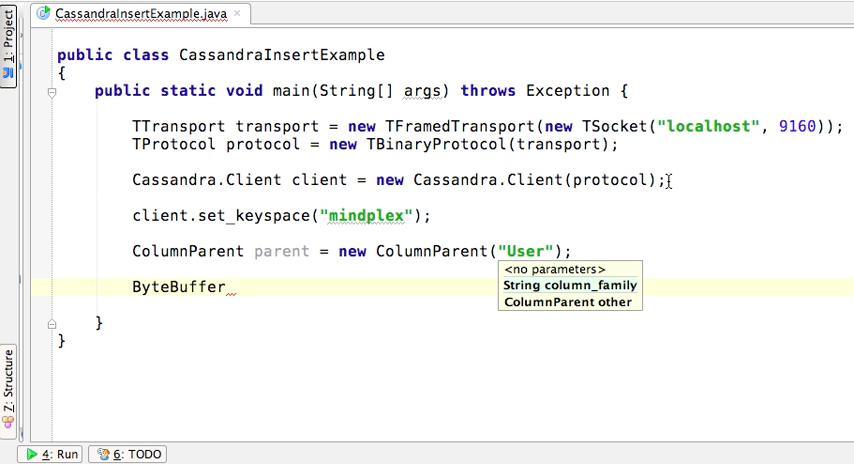 CassandraInsertExample.java
1: Project
public class CassandraInsertExample
{
public static void main(String[] args) throws Exception {
TTransport transport = new TFramedTransport(new TSocket("localhost", 9160));
TProtocol protocol = new TBinaryProtocol(transport);
Cassandra.Client client = new Cassandra.Client(protocol);
client.set_keyspace("mindplex");
ColumnParent parent = new ColumnParent("User");
<no parameters>
String column_family
ColumnParent other
ByteBuffer
}
}
7: Structure
4: Run 6: TODO